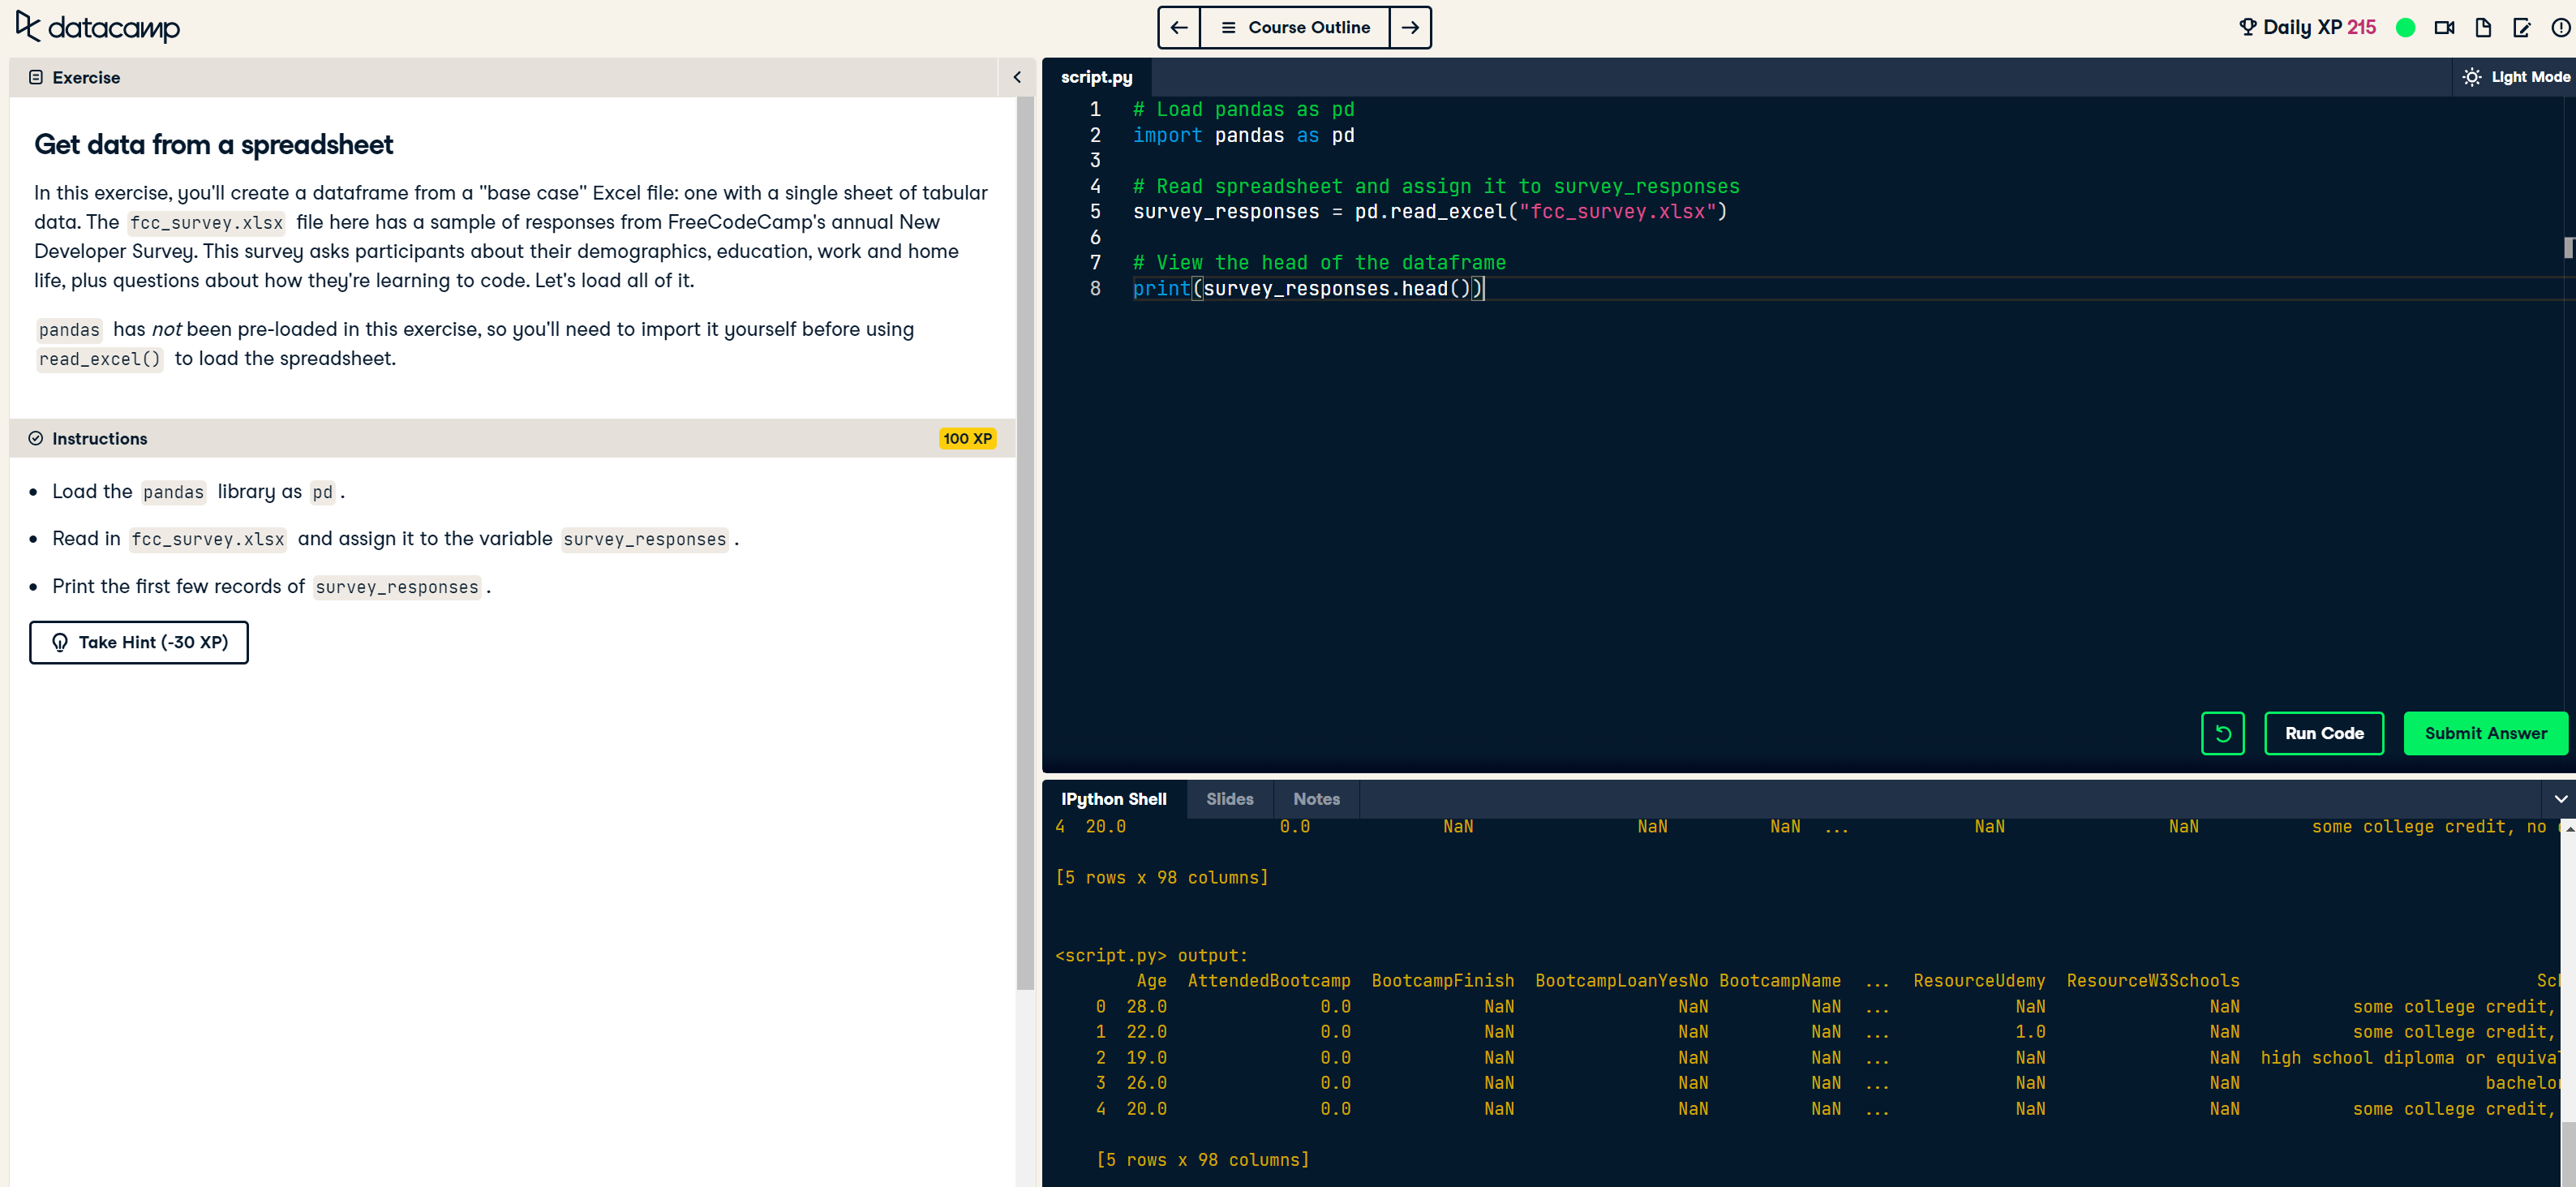 datacamp
Course Outline
Daily XP 215
Exercise
Get data from a spreadsheet
In this exercise, you'll create a dataframe from a "base case" Excel file: one with a single sheet of tabular
data. The fcc_survey.xlsx file here has a sample of responses from FreeCodeCamp's annual New
Developer Survey. This survey asks participants about their demographics, education, work and home
life, plus questions about how they're learning to code. Let's load all of it.
pandas has not been pre-loaded in this exercise, so you'll need to import it yourself before using
read_excel() to load the spreadsheet.
Instructions
100 XP
Load the pandas library as pd .
Read in fcc_survey.xlsx and assign it to the variable survey_responses .
Print the first few records of survey_responses .
Take Hint (-30 XP)
script.py
Light Mode
1 # Load pandas as pd
2 import pandas as pd
3
4 # Read spreadsheet and assign it to survey_responses
5 survey_responses = pd.read_excel("fcc_survey.xlsx")
6
7 # View the head of the dataframe
8 print(survey_responses.head())
Run Code
Submit Answer
IPython Shell
Slides
Notes
4 20.0 0.0 NaN NaN NaN ... NaN NaN some college credit, no
[5 rows x 98 columns]
<script.py> output:
Age AttendedBootcamp BootcampFinish BootcampLoanYesNo BootcampName ... ResourceUdemy ResourceW3Schools
0 28.0 0.0 NaN NaN NaN ... NaN NaN some college credit,
1 22.0 0.0 NaN NaN NaN ... 1.0 NaN some college credit,
2 19.0 0.0 NaN NaN NaN ... NaN NaN high school diploma or equiva
3 26.0 0.0 NaN NaN NaN ... NaN NaN bachelo
4 20.0 0.0 NaN NaN NaN ... NaN NaN some college credit,
[5 rows x 98 columns]